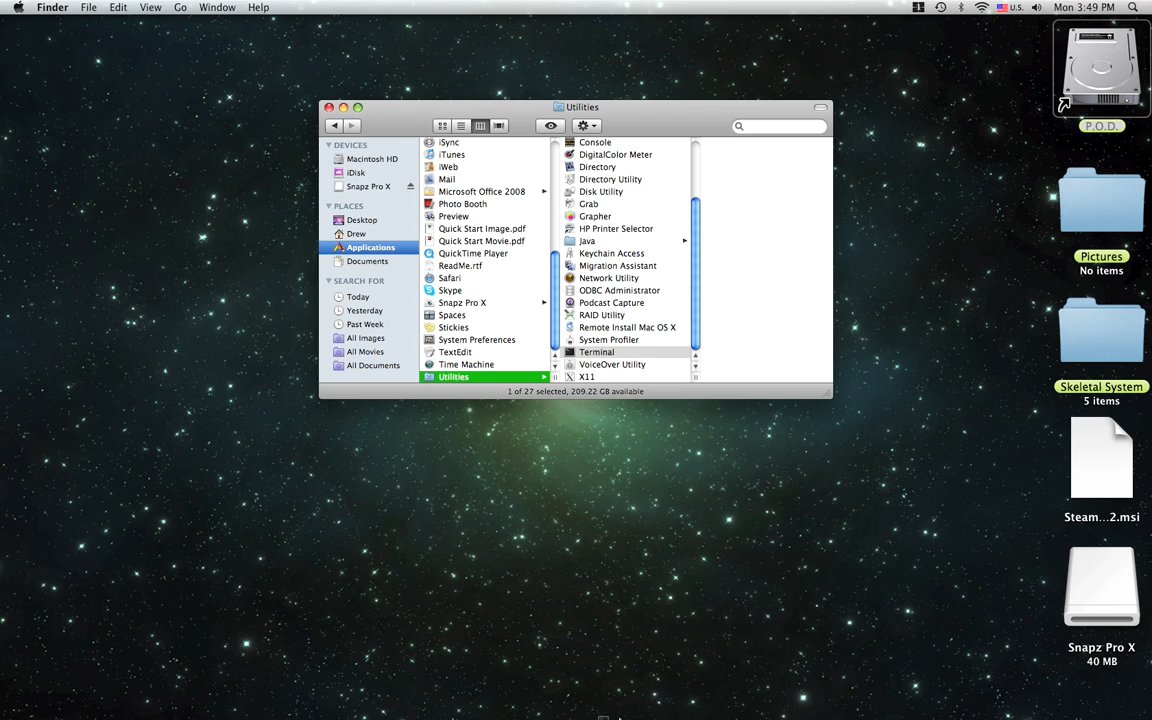 Finder File Edit View Go Window Help
U.S. Mon 3:49 PM
Utilities
DEVICES
Macintosh HD
iDisk
Snapz Pro X
PLACES
Desktop
Drew
Applications
Documents
SEARCH FOR
Today
Yesterday
Past Week
All Images
All Movies
All Documents
iSync
iTunes
iWeb
Mail
Microsoft Office 2008
Photo Booth
Preview
Quick Start Image.pdf
Quick Start Movie.pdf
QuickTime Player
ReadMe.rtf
Safari
Skype
Snapz Pro X
Spaces
Stickies
System Preferences
TextEdit
Time Machine
Utilities
Console
DigitalColor Meter
Directory
Directory Utility
Disk Utility
Grab
Grapher
HP Printer Selector
Java
Keychain Access
Migration Assistant
Network Utility
ODBC Administrator
Podcast Capture
RAID Utility
Remote Install Mac OS X
System Profiler
Terminal
VoiceOver Utility
X11
1 of 27 selected, 209.22 GB available
P.O.D.
Pictures
No items
Skeletal System
5 items
Steam...2.msi
Snapz Pro X
40 MB